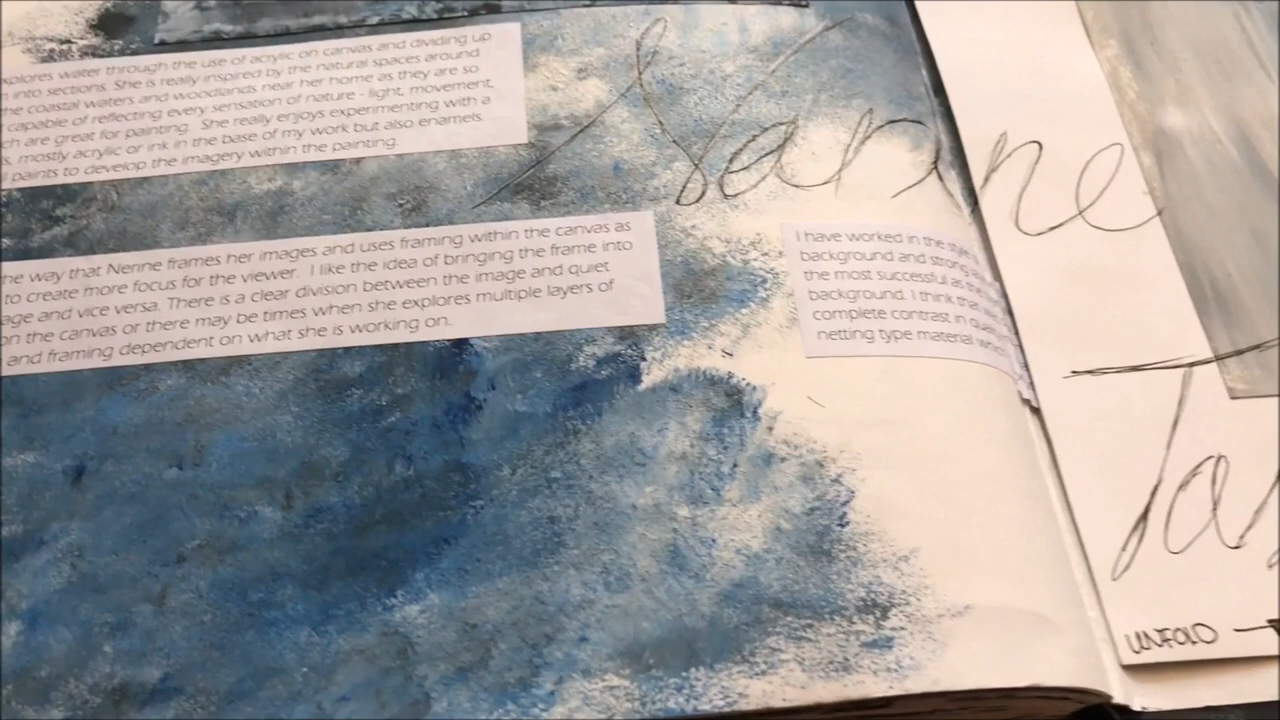 xplores water through the use of acrylic on canvas and dividing up
into sections. She is really inspired by the natural spaces around
he coastal waters and woodlands near her home as they are so
capable of reflecting every sensation of nature - light, movement,
ch are great for painting. She really enjoys experimenting with a
s, mostly acrylic or ink in the base of my work but also enamels.
paints to develop the imagery within the painting.
ne way that Nerine frames her images and uses framing within the canvas as
to create more focus for the viewer. I like the idea of bringing the frame into
age and vice versa. There is a clear division between the image and quiet
on the canvas or there may be times when she explores multiple layers of
and framing dependent on what she is working on.
I have worked in the style
background and strong
the most successful as the
background. I think that
complete contrast in
netting type material
UNFOLD